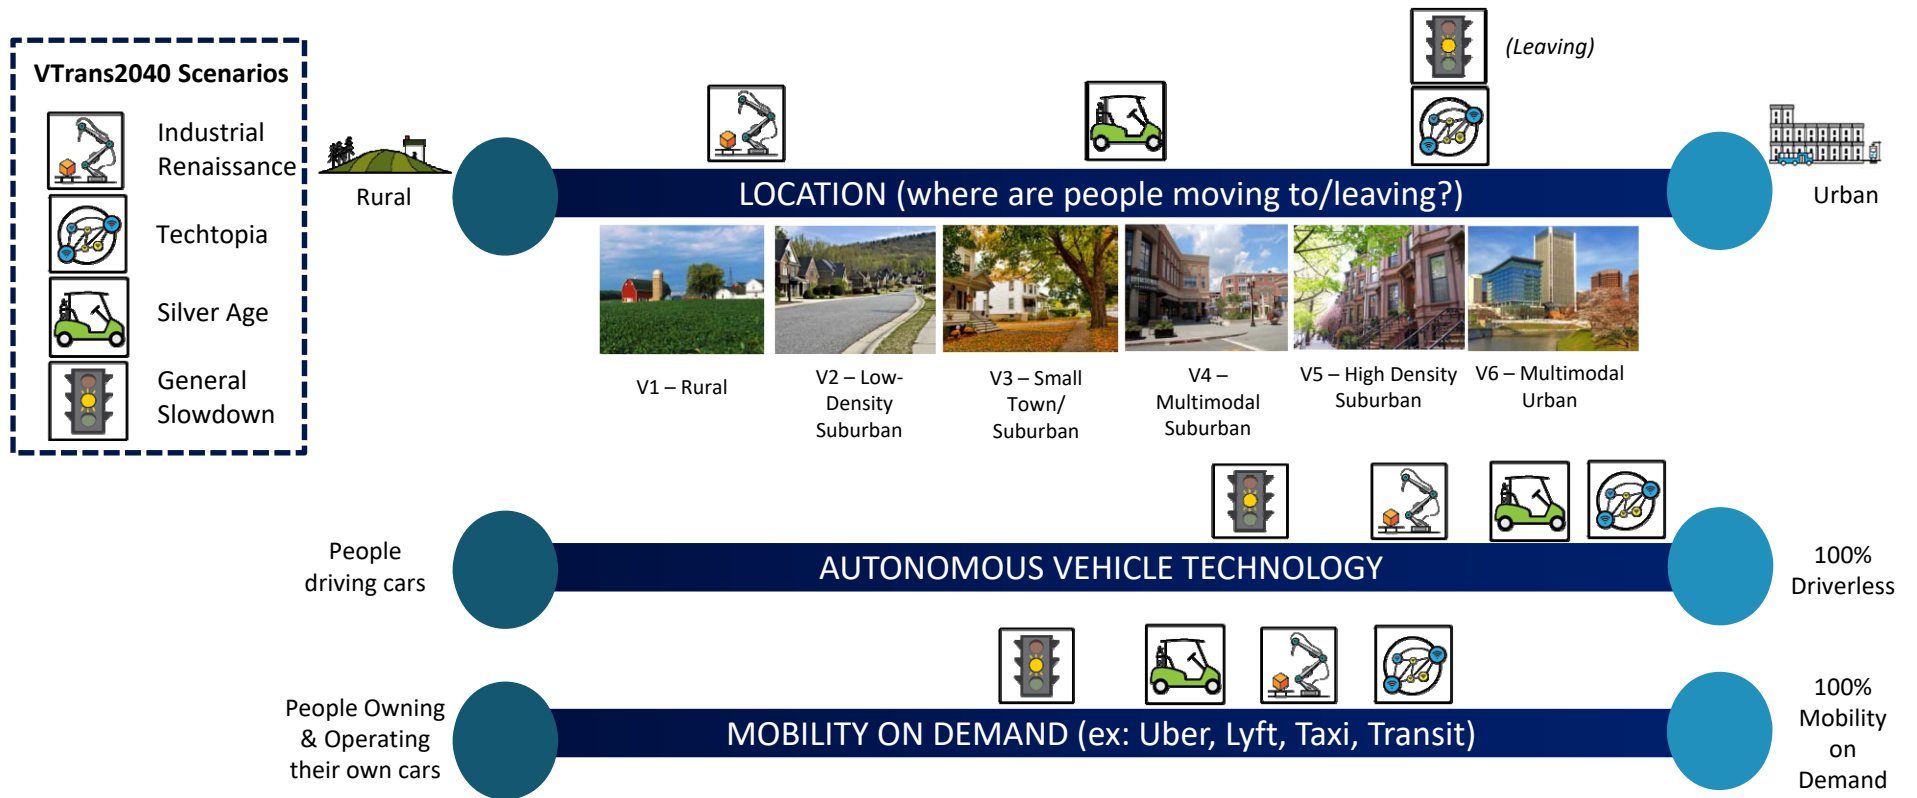 VTrans2040 Scenarios
Industrial
Renaissance
Techtopia
Silver Age
General
Slowdown
(Leaving)
Rural
LOCATION (where are people moving to/leaving?)
Urban
V1 – Rural
V2 – Low-
Density
Suburban
V3 – Small
Town/
Suburban
V4 –
Multimodal
Suburban
V5 – High Density
Suburban
V6 – Multimodal
Urban
People
driving cars
AUTONOMOUS VEHICLE TECHNOLOGY
100%
Driverless
People Owning
& Operating
their own cars
MOBILITY ON DEMAND (ex: Uber, Lyft, Taxi, Transit)
100%
Mobility
on
Demand